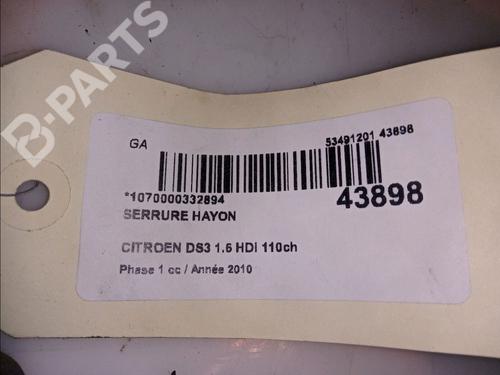 B-PARTS
GA
53491201 43898
*1070000332894
43898
SERRURE HAYON
CITROEN DS3 1.6 HDi 110ch
Phase 1 cc / Année 2010